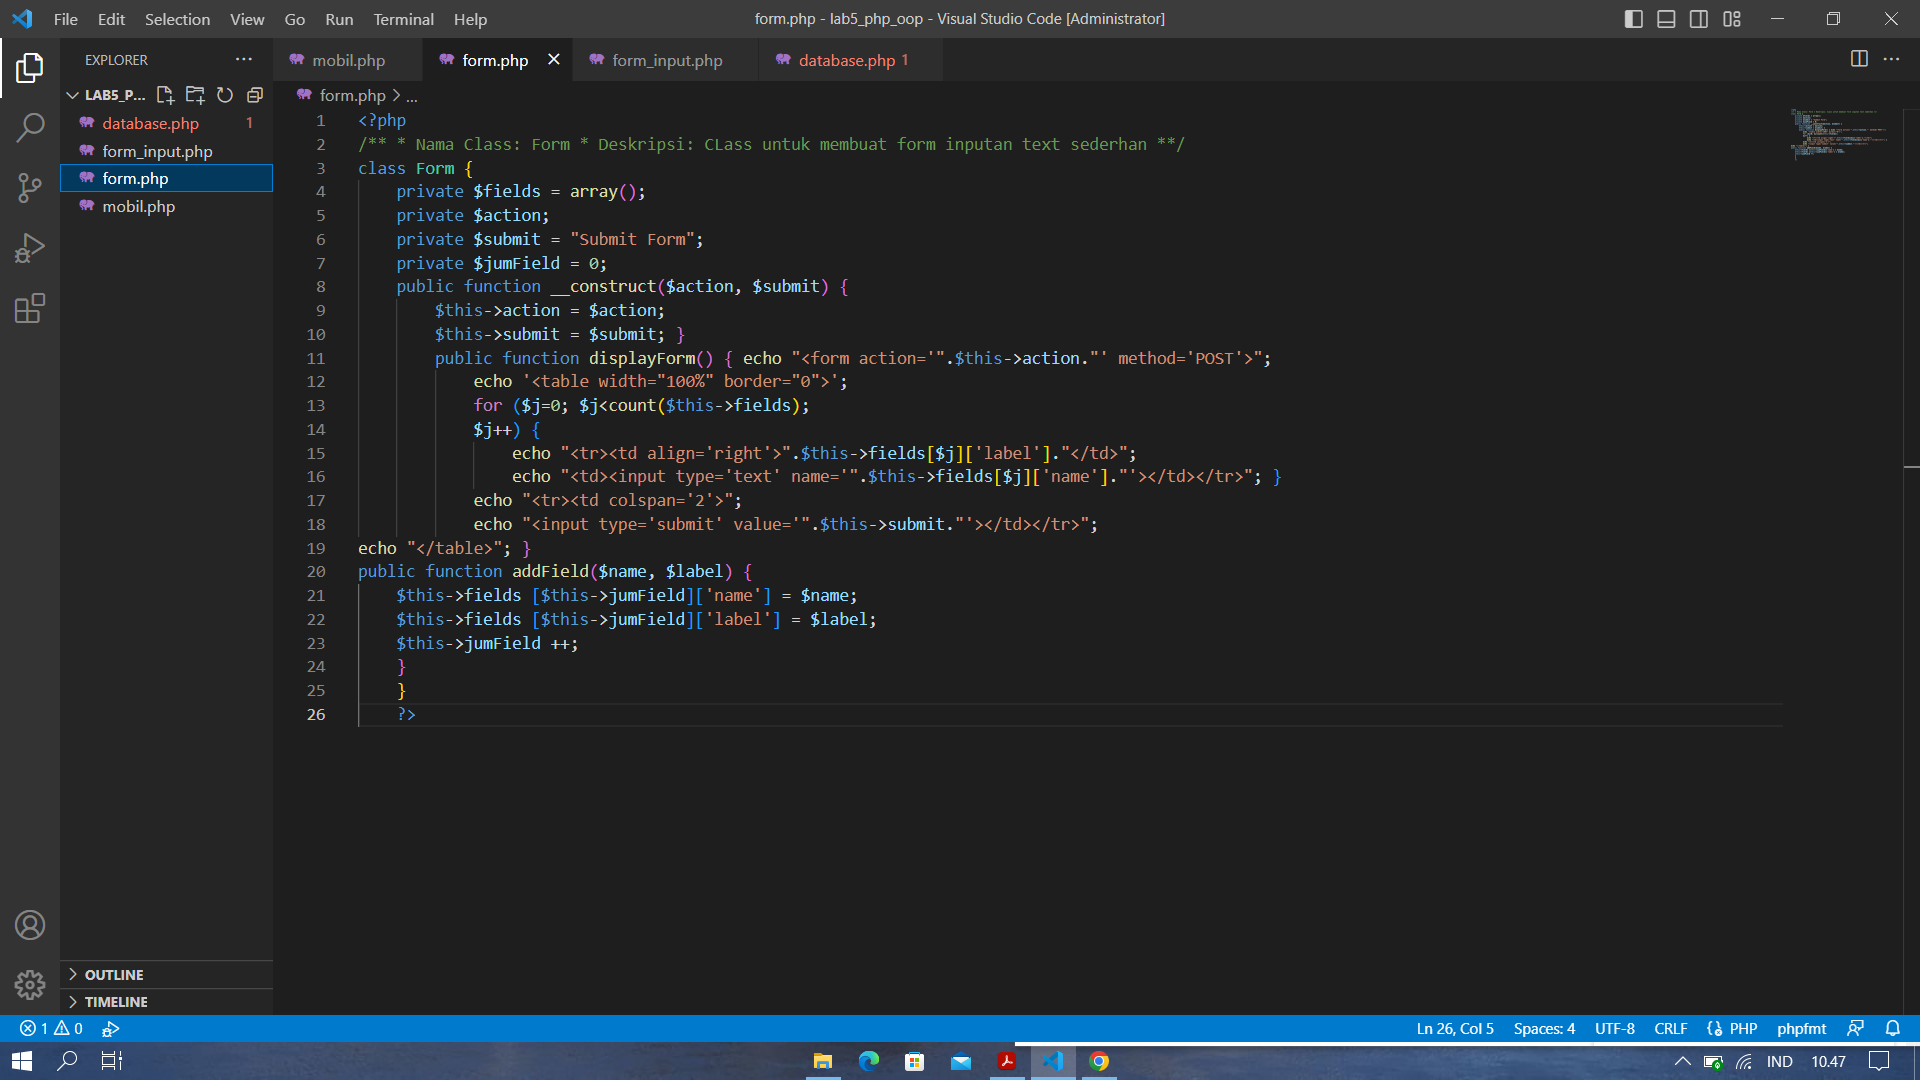 File Edit Selection View Go Run Terminal Help
form.php - lab5_php_oop - Visual Studio Code [Administrator]
EXPLORER
mobil.php
form.php
form_input.php
database.php 1
LAB5_P...
form.php > ...
database.php 1
form_input.php
form.php
mobil.php
1 <?php
2 /** * Nama Class: Form * Deskripsi: CLass untuk membuat form inputan text sederhan **/
3 class Form {
4 private $fields = array();
5 private $action;
6 private $submit = "Submit Form";
7 private $jumField = 0;
8 public function __construct($action, $submit) {
9 $this->action = $action;
10 $this->submit = $submit; }
11 public function displayForm() { echo "<form action='".$this->action."' method='POST'>";
12 echo '<table width="100%" border="0">';
13 for ($j=0; $j<count($this->fields);
14 $j++) {
15 echo "<tr><td align='right'>".$this->fields[$j]['label']."</td>";
16 echo "<td><input type='text' name='".$this->fields[$j]['name']."'></td></tr>"; }
17 echo "<tr><td colspan='2'>";
18 echo "<input type='submit' value='".$this->submit."'></td></tr>";
19 echo "</table>"; }
20 public function addField($name, $label) {
21 $this->fields [$this->jumField]['name'] = $name;
22 $this->fields [$this->jumField]['label'] = $label;
23 $this->jumField ++;
24 }
25 }
26 ?>
OUTLINE
TIMELINE
1 0
Ln 26, Col 5 Spaces: 4 UTF-8 CRLF PHP phpfmt
IND 10.47